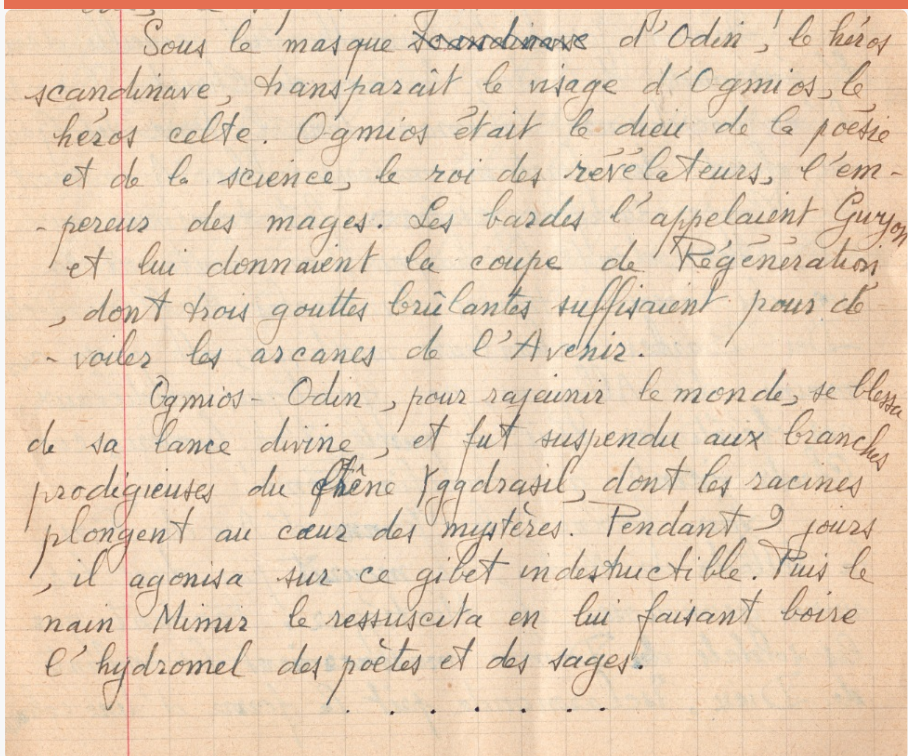 Sous le masque scandinave d'Odin, le héros
scandinave, transparaît le visage d'Ogmios, le
héros celte. Ogmios était le dieu de la poésie
et de la science, le roi des révélateurs, l'em-
-pereur des mages. Les bardes l'appelaient Gwyon
et lui donnaient la coupe de Régénération
, dont trois gouttes brûlantes suffisaient pour dé
-voiler les arcanes de l'Avenir.
Ogmios-Odin, pour rajeunir le monde, se blessa
de sa lance divine, et fut suspendu aux branches
prodigieuses du frêne Yggdrasil, dont les racines
plongent au cœur des mystères. Pendant 9 jours
, il agonisa sur ce gibet indestructible. Puis le
nain Mimir le ressuscita en lui faisant boire
l'hydromel des poètes et des sages.
. . . . . . .